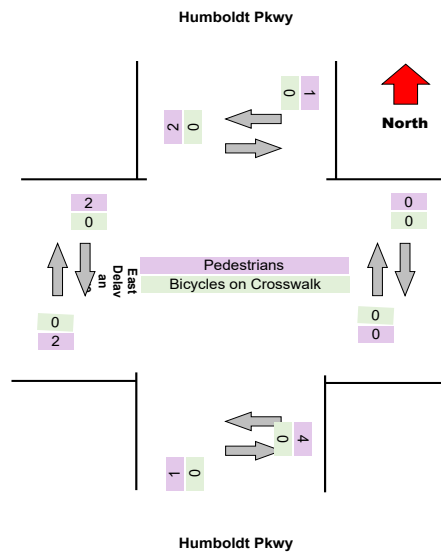 Humboldt Pkwy
0 1
2 0
North
2
0
0
0
East
Delav
an
Pedestrians
Bicycles on Crosswalk
0
2
0
0
0 4
1 0
Humboldt Pkwy